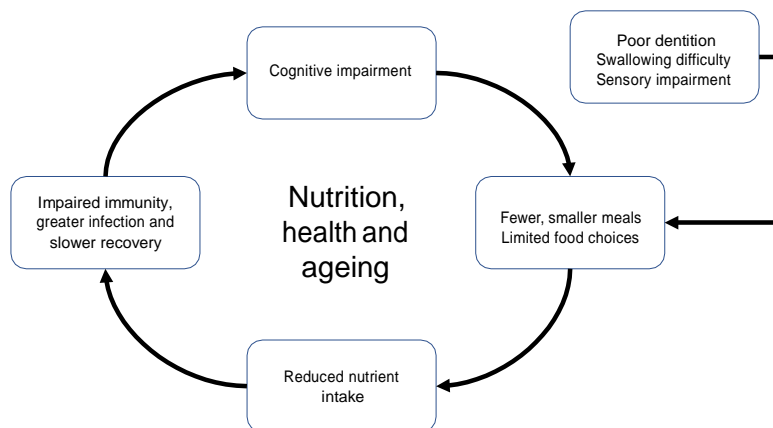 Cognitive impairment
Poor dentition
Swallowing difficulty
Sensory impairment
Impaired immunity,
greater infection and
slower recovery
Nutrition,
health and
ageing
Fewer, smaller meals
Limited food choices
Reduced nutrient
intake